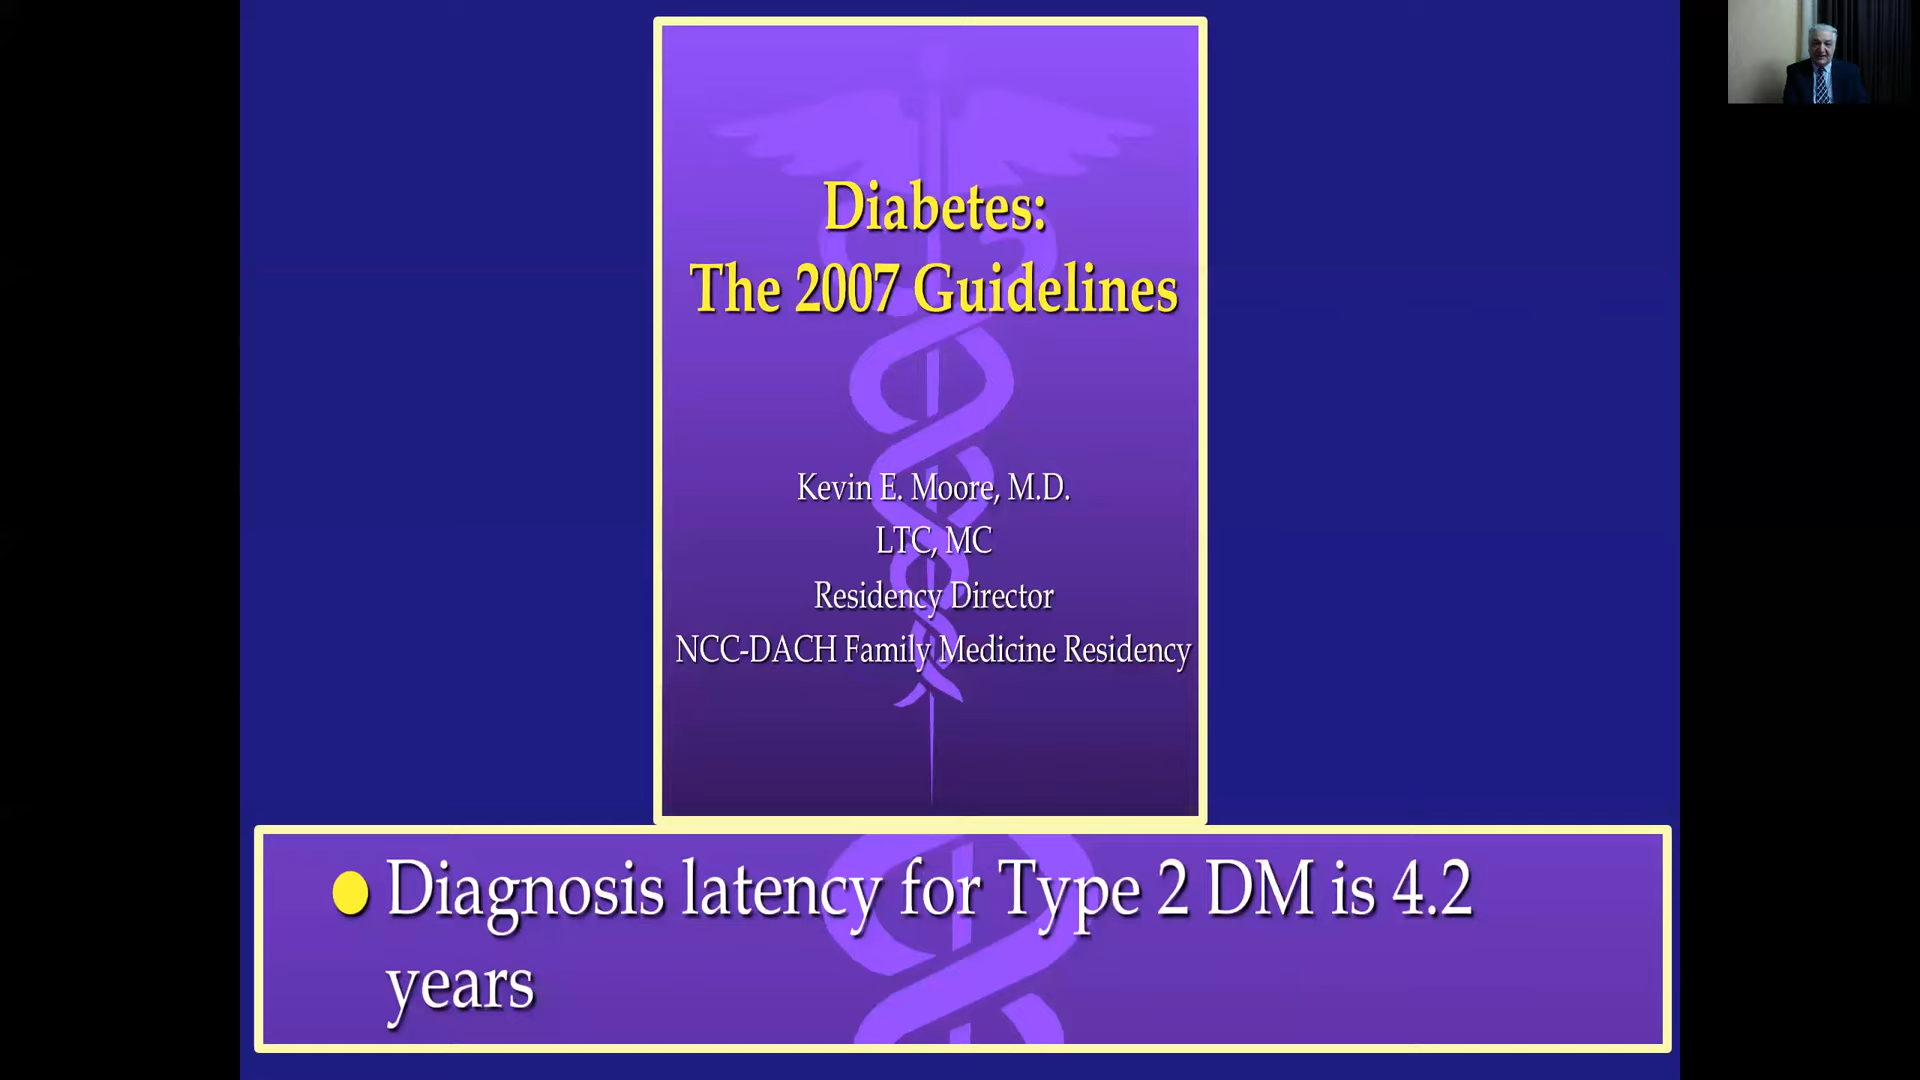 Diabetes:
The 2007 Guidelines
Kevin E. Moore, M.D.
LTC, MC
Residency Director
NCC-DACH Family Medicine Residency
Diagnosis latency for Type 2 DM is 4.2
years